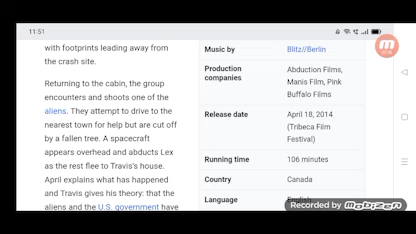 11:51
with footprints leading away from
the crash site.
Returning to the cabin, the group
encounters and shoots one of the
aliens. They attempt to drive to the
nearest town for help but are cut off
by a fallen tree. A spacecraft
appears overhead and abducts Lex
as the rest flee to Travis's house.
April explains what has happened
and Travis gives his theory: that the
aliens and the U.S. government have
Music by Blitz//Berlin
Production Abduction Films,
companies Manis Film, Pink
Buffalo Films
Release date April 18, 2014
(Tribeca Film
Festival)
Running time 106 minutes
Country Canada
Language English
Recorded by mobizen